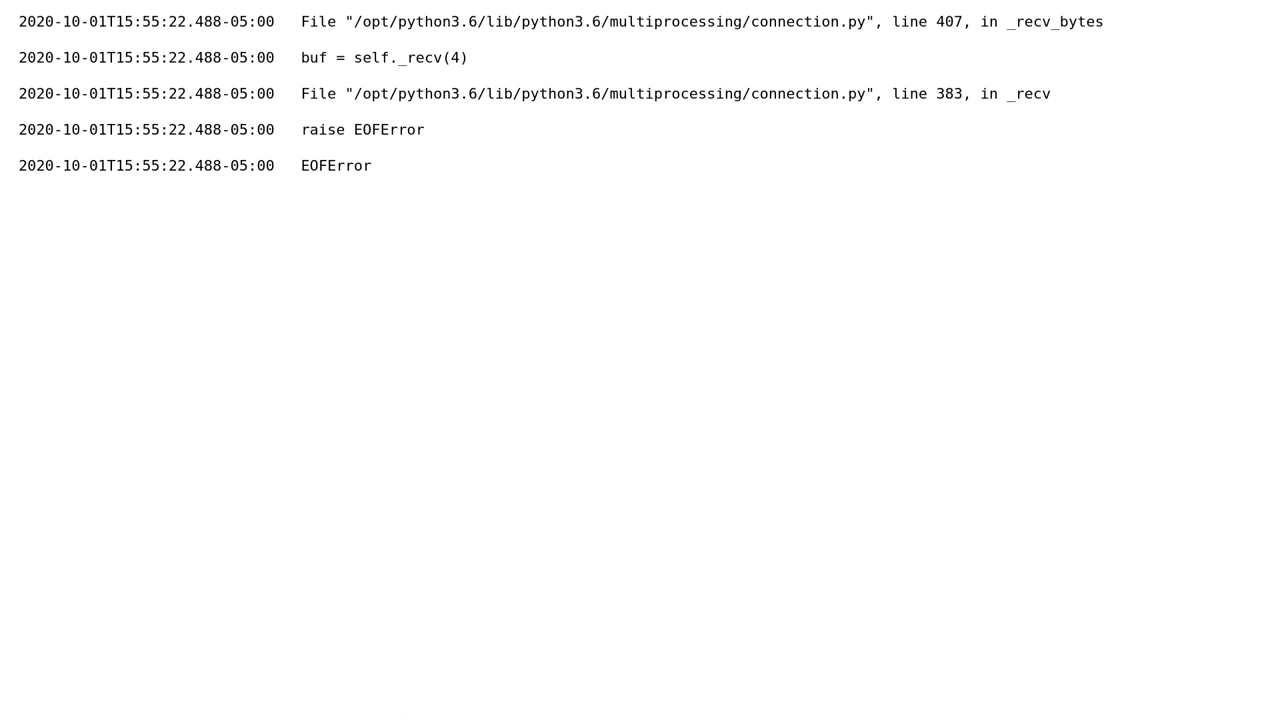 2020-10-01T15:55:22.488-05:00 File "/opt/python3.6/lib/python3.6/multiprocessing/connection.py", line 407, in _recv_bytes
2020-10-01T15:55:22.488-05:00 buf = self._recv(4)
2020-10-01T15:55:22.488-05:00 File "/opt/python3.6/lib/python3.6/multiprocessing/connection.py", line 383, in _recv
2020-10-01T15:55:22.488-05:00 raise EOFError
2020-10-01T15:55:22.488-05:00 EOFError